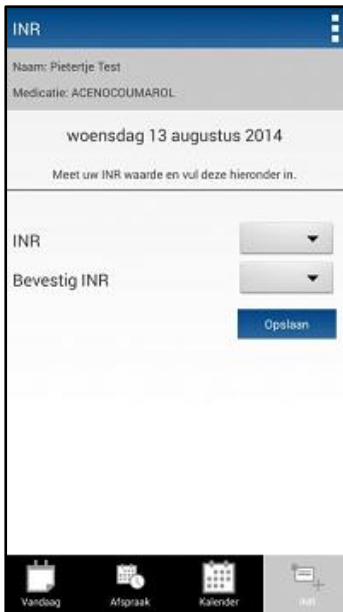 INR
Naam: Pietertje Test
Medicatie: ACENOCOUMAROL
woensdag 13 augustus 2014
Meet uw INR waarde en vul deze hieronder in.
INR
Bevestig INR
Opslaan
Vandaag Afspraak Kalender INR